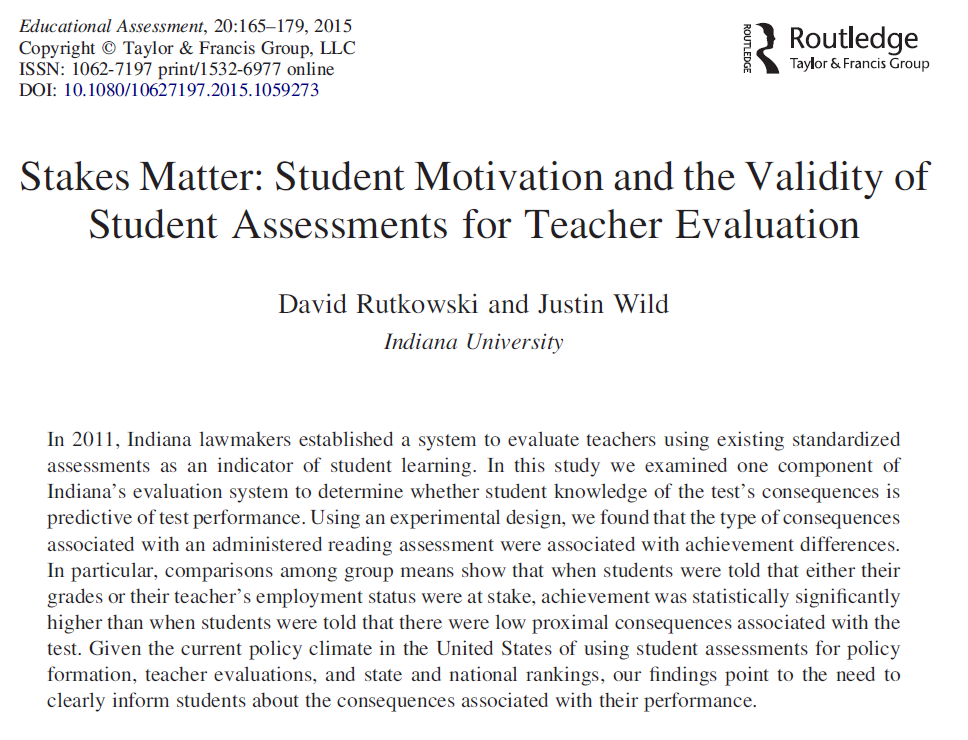 Educational Assessment, 20:165–179, 2015
Copyright © Taylor & Francis Group, LLC
ISSN: 1062-7197 print/1532-6977 online
DOI: 10.1080/10627197.2015.1059273
ROUTLEDGE
Routledge
Taylor & Francis Group
Stakes Matter: Student Motivation and the Validity of
Student Assessments for Teacher Evaluation
David Rutkowski and Justin Wild
Indiana University
In 2011, Indiana lawmakers established a system to evaluate teachers using existing standardized
assessments as an indicator of student learning. In this study we examined one component of
Indiana’s evaluation system to determine whether student knowledge of the test’s consequences is
predictive of test performance. Using an experimental design, we found that the type of consequences
associated with an administered reading assessment were associated with achievement differences.
In particular, comparisons among group means show that when students were told that either their
grades or their teacher’s employment status were at stake, achievement was statistically significantly
higher than when students were told that there were low proximal consequences associated with the
test. Given the current policy climate in the United States of using student assessments for policy
formation, teacher evaluations, and state and national rankings, our findings point to the need to
clearly inform students about the consequences associated with their performance.